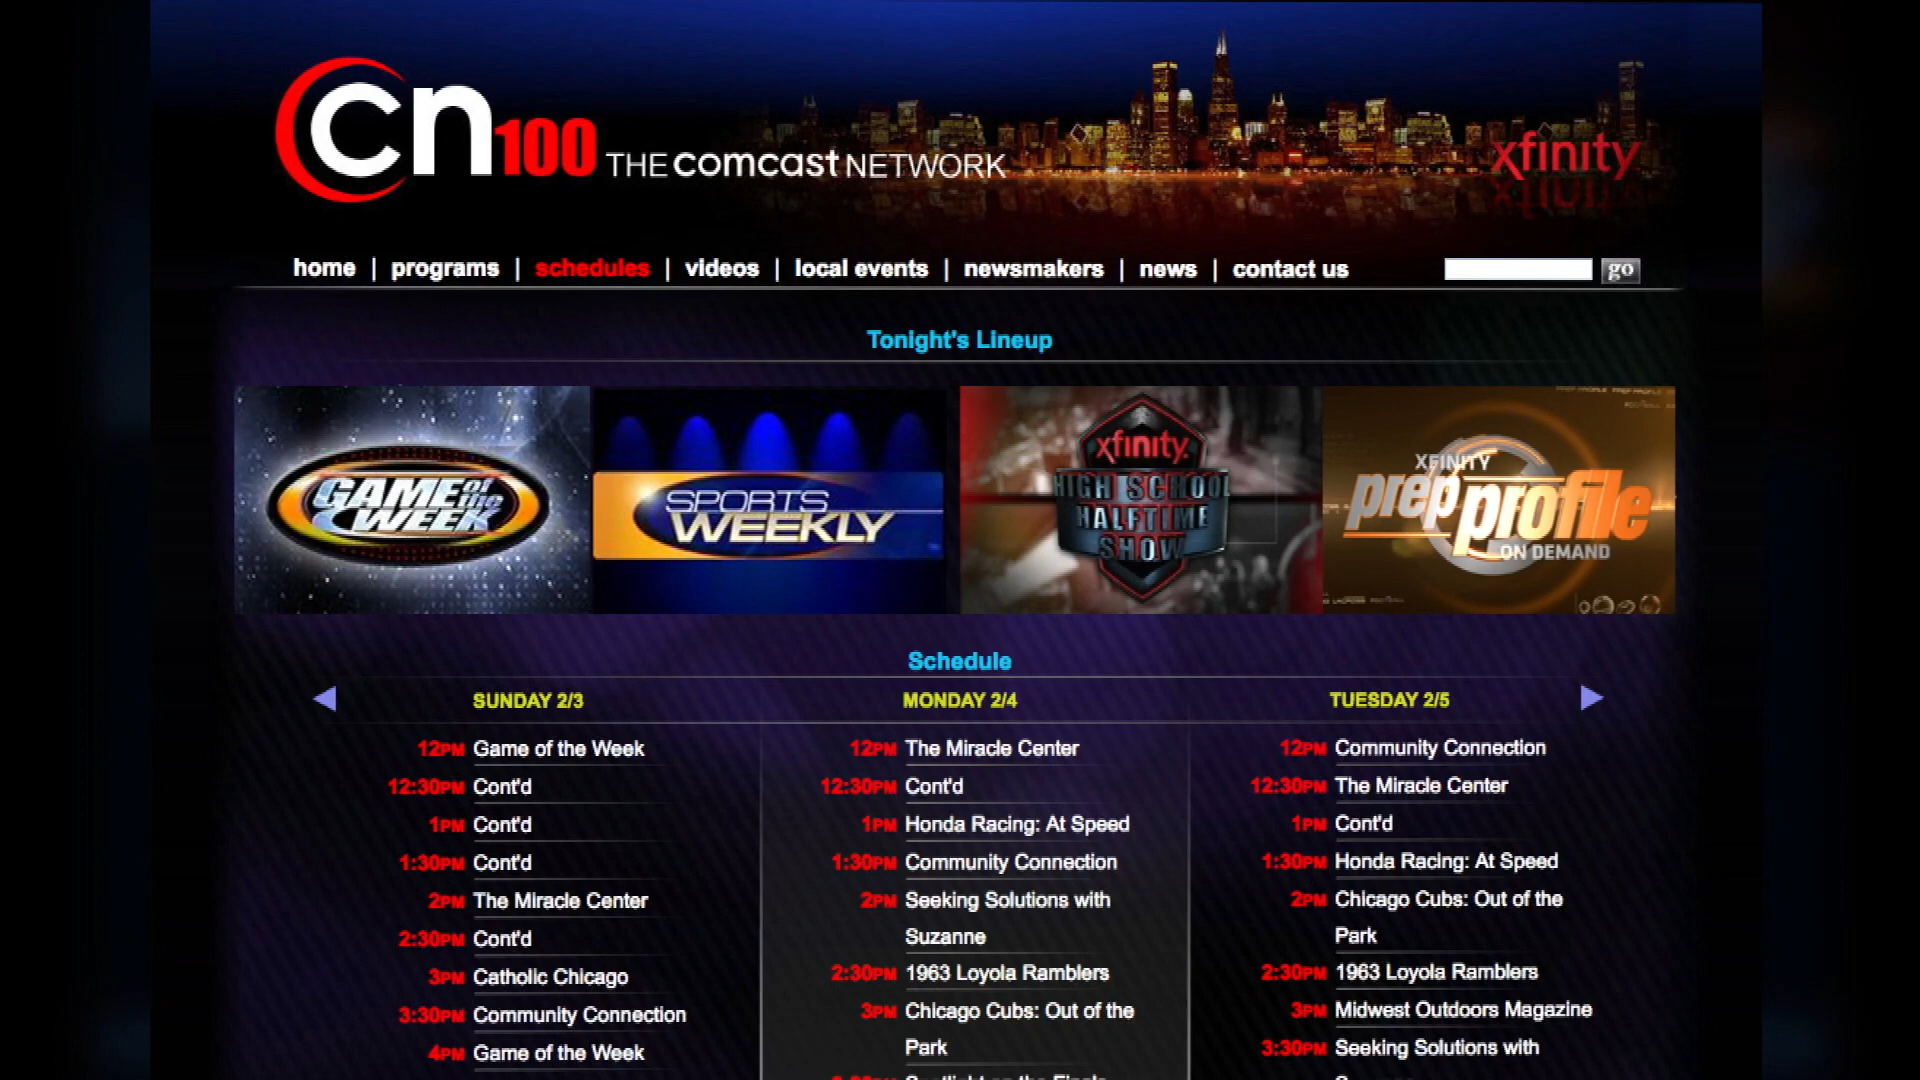 cn100 THE comcast NETWORK
xfinity
home | programs | schedules | videos | local events | newsmakers | news | contact us
go
Tonight's Lineup
GAME of the WEEK
SPORTS
WEEKLY
xfinity
HIGH SCHOOL
HALFTIME
SHOW
XFINITY
prep profile
ON DEMAND
Schedule
SUNDAY 2/3
12PM Game of the Week
12:30PM Cont'd
1PM Cont'd
1:30PM Cont'd
2PM The Miracle Center
2:30PM Cont'd
3PM Catholic Chicago
3:30PM Community Connection
4PM Game of the Week
MONDAY 2/4
12PM The Miracle Center
12:30PM Cont'd
1PM Honda Racing: At Speed
1:30PM Community Connection
2PM Seeking Solutions with
Suzanne
2:30PM 1963 Loyola Ramblers
3PM Chicago Cubs: Out of the
Park
TUESDAY 2/5
12PM Community Connection
12:30PM The Miracle Center
1PM Cont'd
1:30PM Honda Racing: At Speed
2PM Chicago Cubs: Out of the
Park
2:30PM 1963 Loyola Ramblers
3PM Midwest Outdoors Magazine
3:30PM Seeking Solutions with